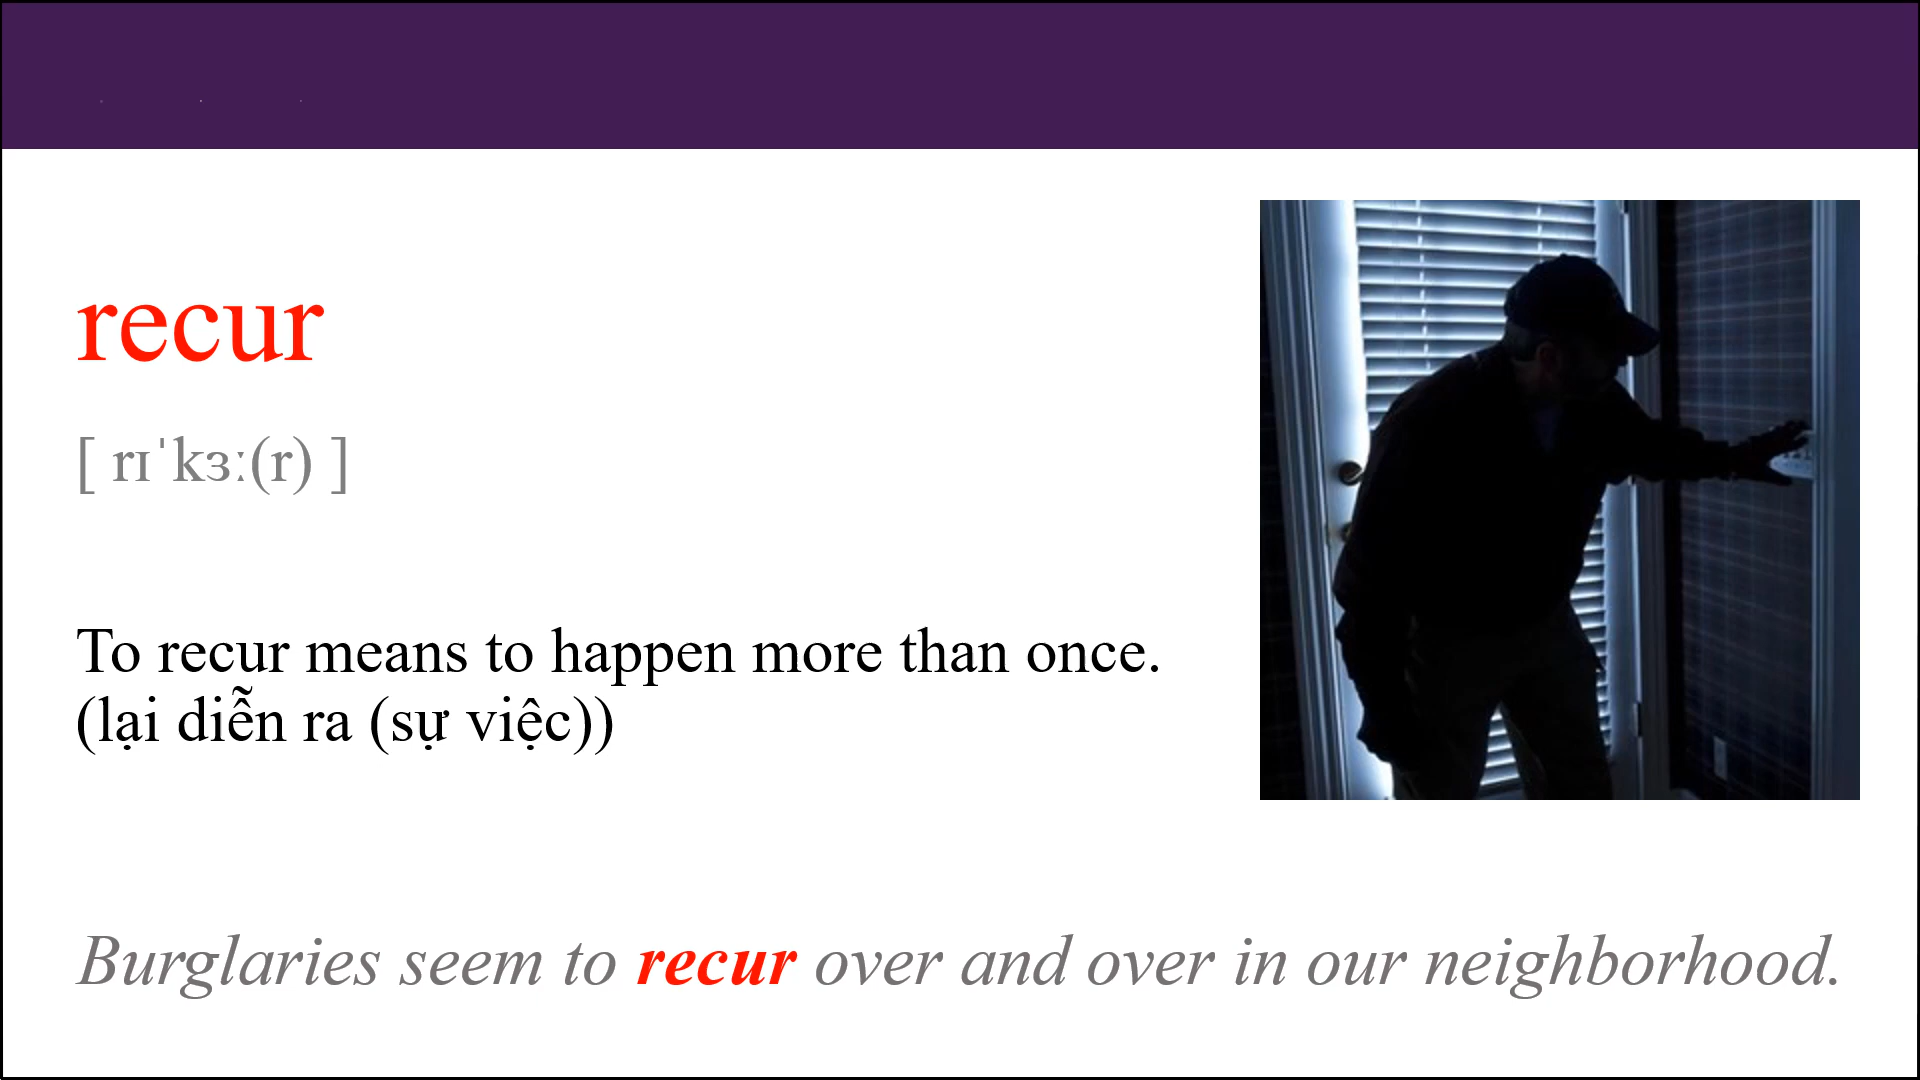 recur
[ rɪˈkɜː(r) ]
To recur means to happen more than once.
(lại diễn ra (sự việc))
Burglaries seem to recur over and over in our neighborhood.